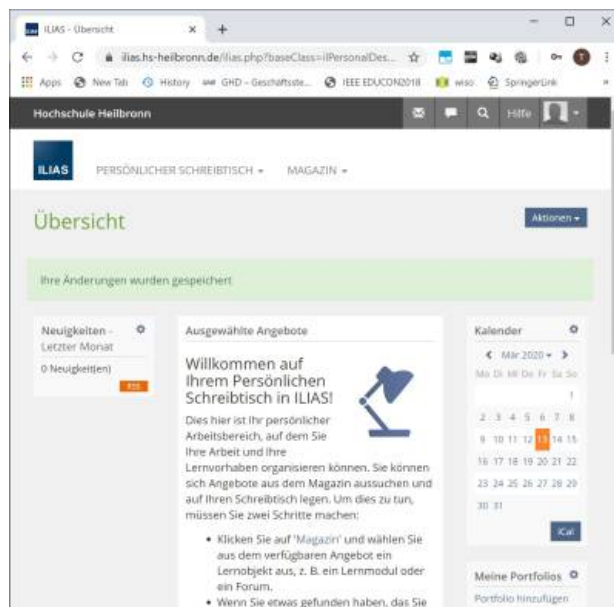 ILIAS - Übersicht
ilias.hs-heilbronn.de/ilias.php?baseClass=ilPersonalDes...
Apps New Tab History GHD - Geschäftsste... IEEE EDUCON2018 wiso SpringerLink »
Hochschule Heilbronn Hilfe
ILIAS PERSÖNLICHER SCHREIBTISCH MAGAZIN
Übersicht
Aktionen
Ihre Änderungen wurden gespeichert
Neuigkeiten -
Letzter Monat
0 Neuigkeit(en)
RSS
Ausgewählte Angebote
Willkommen auf
Ihrem Persönlichen
Schreibtisch in ILIAS!
Dies hier ist Ihr persönlicher
Arbeitsbereich, auf dem Sie
Ihre Arbeit und Ihre
Lernvorhaben organisieren können. Sie können
sich Angebote aus dem Magazin aussuchen und
auf Ihren Schreibtisch legen. Um dies zu tun,
müssen Sie zwei Schritte machen:
• Klicken Sie auf 'Magazin' und wählen Sie
aus dem verfügbaren Angebot ein
Lernobjekt aus, z. B. ein Lernmodul oder
ein Forum.
• Wenn Sie etwas gefunden haben, das Sie
Kalender
Mär 2020
Mo Di Mi Do Fr Sa So
1
2 3 4 5 6 7 8
9 10 11 12 13 14 15
16 17 18 19 20 21 22
23 24 25 26 27 28 29
30 31
iCal
Meine Portfolios
Portfolio hinzufügen